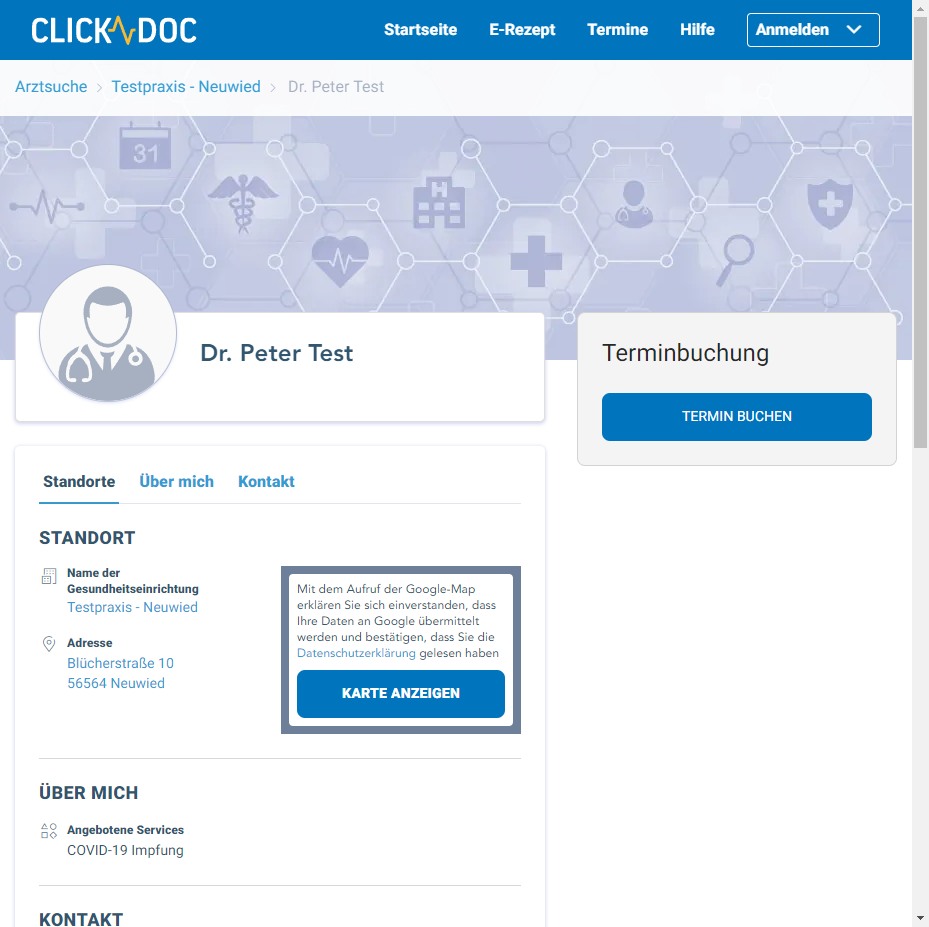 CLICKDOC
Startseite
E-Rezept
Termine
Hilfe
Anmelden
Arztsuche
Testpraxis - Neuwied
Dr. Peter Test
31
H
Dr. Peter Test
Terminbuchung
TERMIN BUCHEN
Standorte
Über mich
Kontakt
STANDORT
Name der
Gesundheitseinrichtung
Testpraxis - Neuwied
Adresse
Blücherstraße 10
56564 Neuwied
Mit dem Aufruf der Google-Map
erklären Sie sich einverstanden, dass
Ihre Daten an Google übermittelt
werden und bestätigen, dass Sie die
Datenschutzerklärung gelesen haben
KARTE ANZEIGEN
ÜBER MICH
Angebotene Services
COVID-19 Impfung
KONTAKT